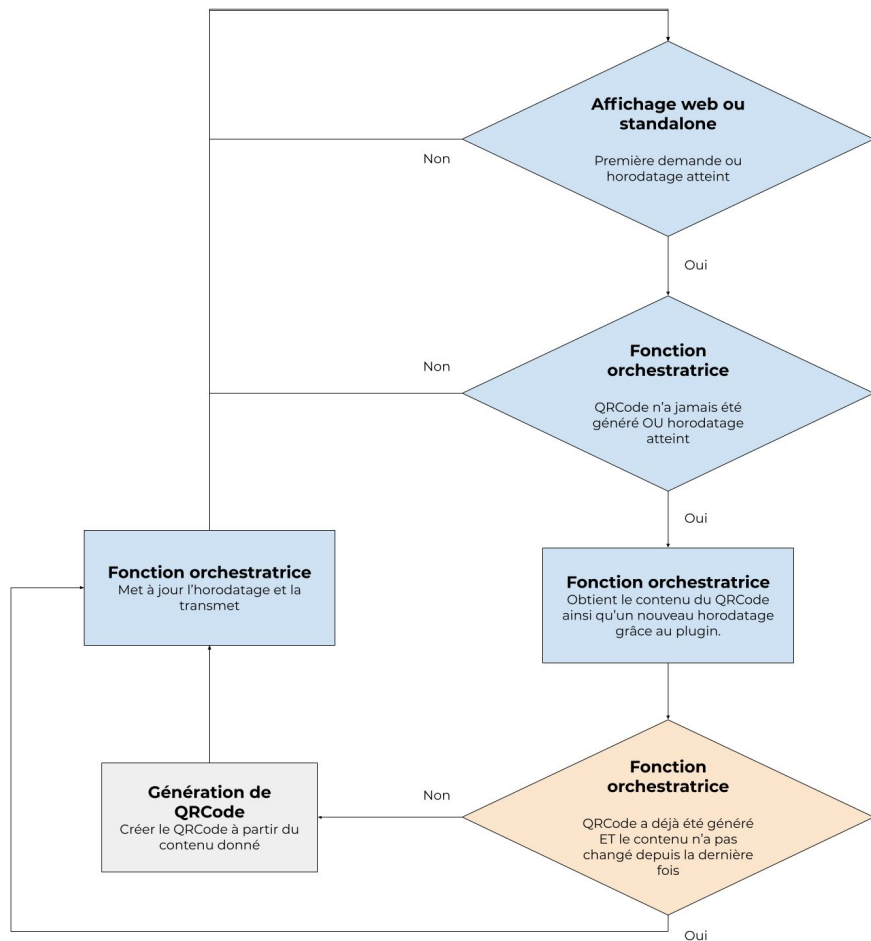 Affichage web ou
standalone
Première demande ou
horodatage atteint
Non
Oui
Fonction
orchestratrice
QRCode n'a jamais été
généré OU horodatage
atteint
Non
Oui
Fonction orchestratrice
Met à jour l'horodatage et la
transmet
Fonction orchestratrice
Obtient le contenu du QRCode
ainsi qu'un nouveau horodatage
grâce au plugin.
Génération de
QRCode
Créer le QRCode à partir du
contenu donné
Non
Fonction
orchestratrice
QRCode a déjà été généré
ET le contenu n'a pas
changé depuis la dernière
fois
Oui